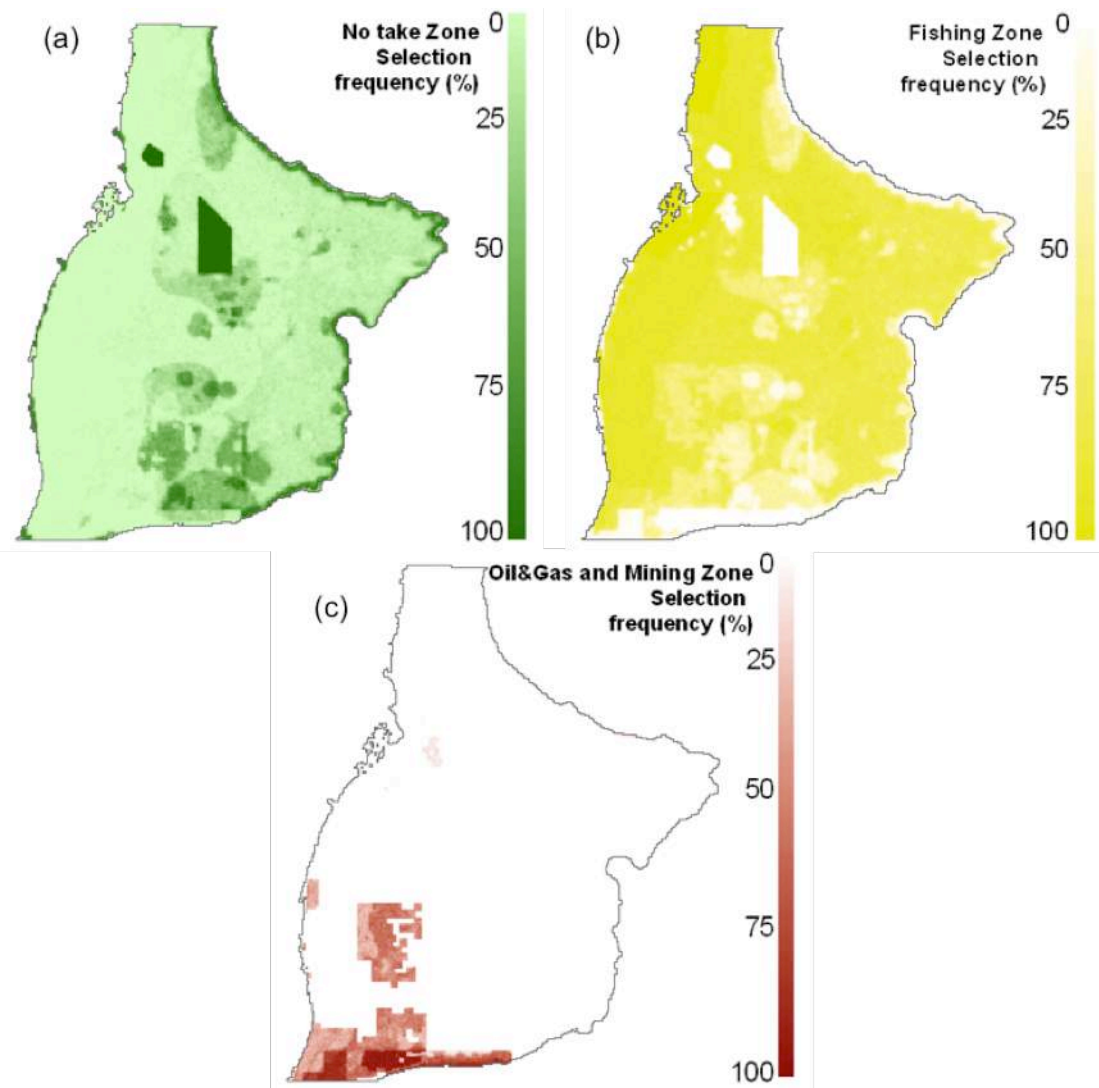 (a)
No take Zone
Selection
frequency (%)
0
25
50
75
100
(b)
Fishing Zone
Selection
frequency (%)
0
25
50
75
100
(c)
Oil&Gas and Mining Zone
Selection
frequency (%)
0
25
50
75
100